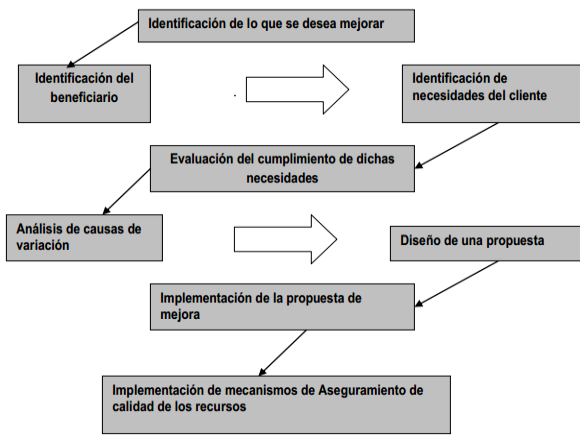 Identificación de lo que se desea mejorar
Identificación del
beneficiario
.
Identificación de
necesidades del cliente
Evaluación del cumplimiento de dichas
necesidades
Análisis de causas de
variación
Diseño de una propuesta
Implementación de la propuesta de
mejora
Implementación de mecanismos de Aseguramiento de
calidad de los recursos